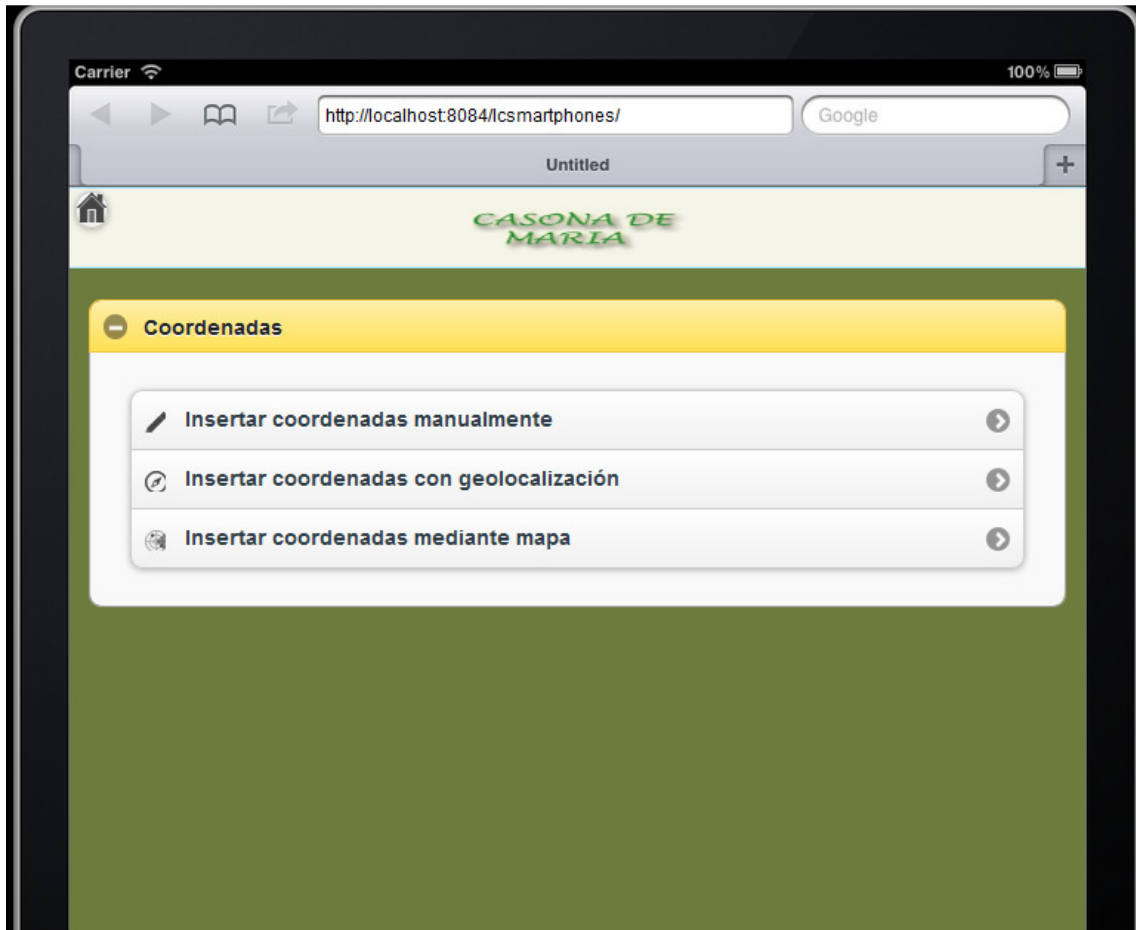 Carrier 100%
http://localhost:8084/lcsmartphones/ Google
Untitled
CASONA DE
MARIA
Coordenadas
Insertar coordenadas manualmente
Insertar coordenadas con geolocalización
Insertar coordenadas mediante mapa